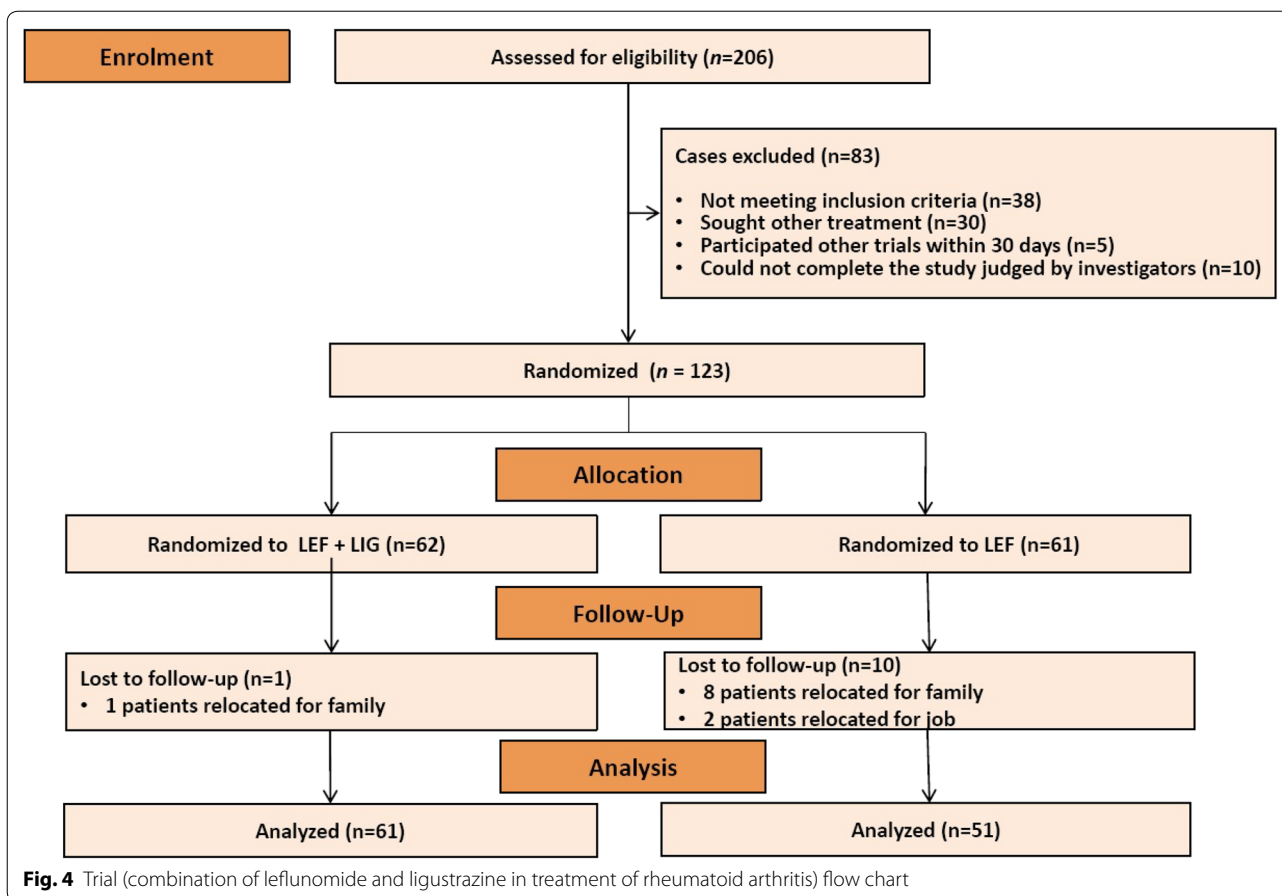 Enrolment
Assessed for eligibility (n=206)
Cases excluded (n=83)
• Not meeting inclusion criteria (n=38)
• Sought other treatment (n=30)
• Participated other trials within 30 days (n=5)
• Could not complete the study judged by investigators (n=10)
Randomized (n = 123)
Allocation
Randomized to LEF + LIG (n=62)
Randomized to LEF (n=61)
Follow-Up
Lost to follow-up (n=1)
• 1 patients relocated for family
Lost to follow-up (n=10)
• 8 patients relocated for family
• 2 patients relocated for job
Analysis
Analyzed (n=61)
Analyzed (n=51)
Fig. 4 Trial (combination of leflunomide and ligustrazine in treatment of rheumatoid arthritis) flow chart